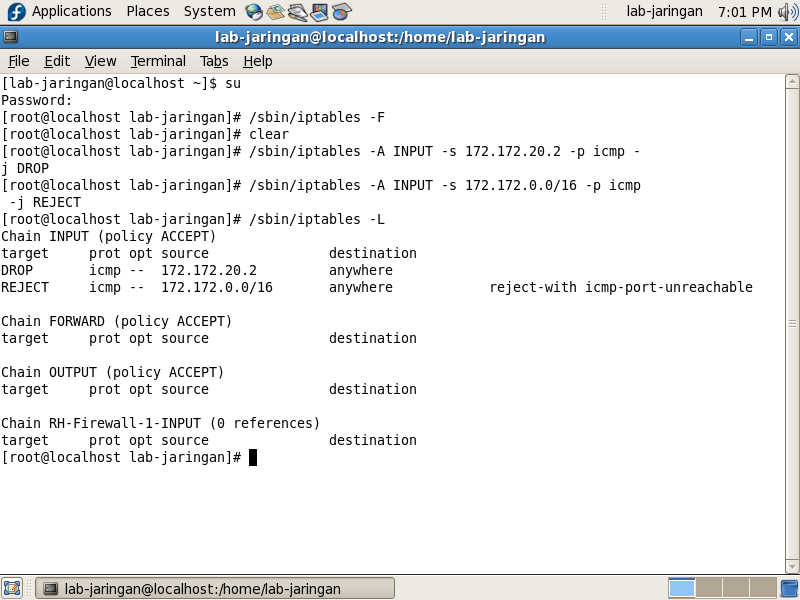 Applications Places System lab-jaringan 7:01 PM
lab-jaringan@localhost:/home/lab-jaringan
File Edit View Terminal Tabs Help
[lab-jaringan@localhost ~]$ su
Password:
[root@localhost lab-jaringan]# /sbin/iptables -F
[root@localhost lab-jaringan]# clear
[root@localhost lab-jaringan]# /sbin/iptables -A INPUT -s 172.172.20.2 -p icmp -
j DROP
[root@localhost lab-jaringan]# /sbin/iptables -A INPUT -s 172.172.0.0/16 -p icmp
 -j REJECT
[root@localhost lab-jaringan]# /sbin/iptables -L
Chain INPUT (policy ACCEPT)
target     prot opt source               destination
DROP       icmp --  172.172.20.2         anywhere
REJECT     icmp --  172.172.0.0/16       anywhere            reject-with icmp-port-unreachable

Chain FORWARD (policy ACCEPT)
target     prot opt source               destination

Chain OUTPUT (policy ACCEPT)
target     prot opt source               destination

Chain RH-Firewall-1-INPUT (0 references)
target     prot opt source               destination
[root@localhost lab-jaringan]#
lab-jaringan@localhost:/home/lab-jaringan